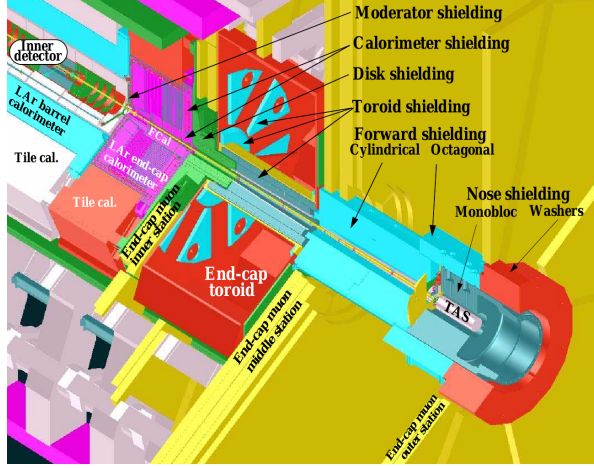 Moderator shielding
Calorimeter shielding
Disk shielding
Toroid shielding
Forward shielding
Cylindrical Octagonal
Nose shielding
Monobloc Washers
Inner
detector
LAr barrel
calorimeter
Tile cal.
FCal
LAr end-cap
calorimeter
Tile cal.
End-cap muon
inner station
End-cap
toroid
End-cap muon
middle station
TAS
End-cap muon
outer station